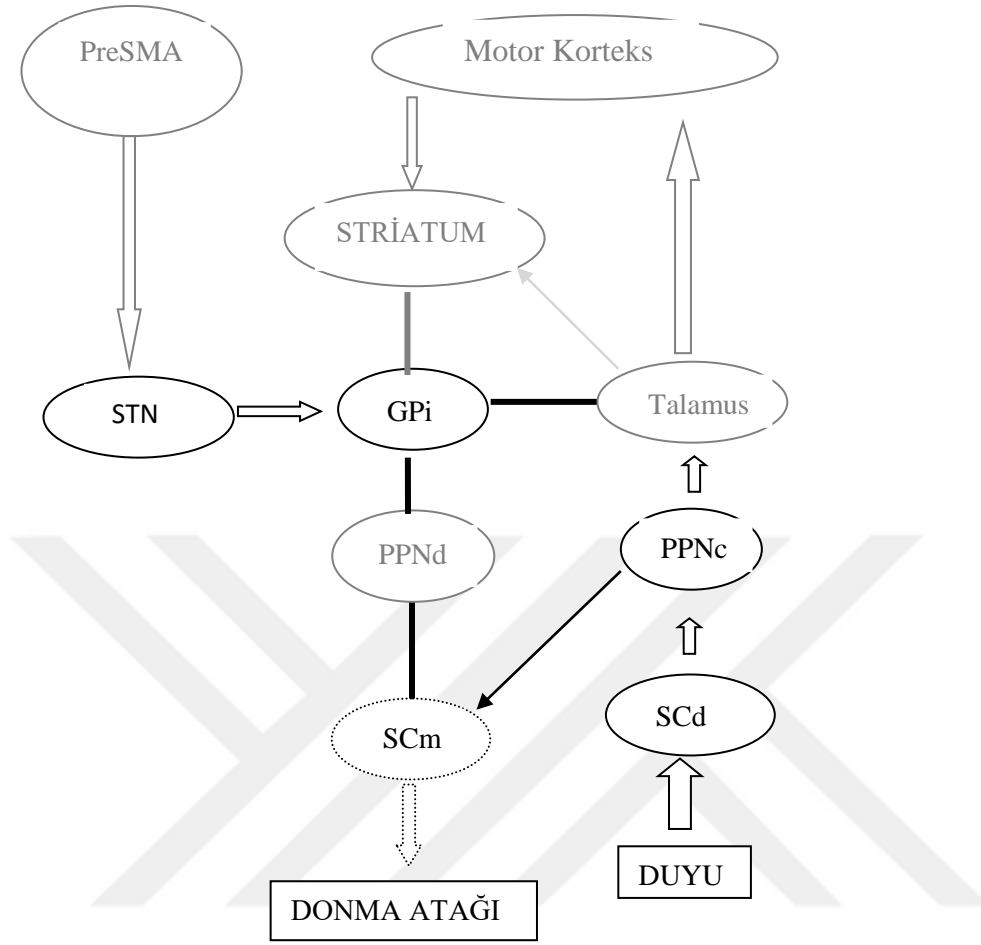 PreSMA
Motor Korteks
STRİATUM
STN
GPi
Talamus
PPNd
PPNc
SCm
SCd
DONMA ATAĞI
DUYU